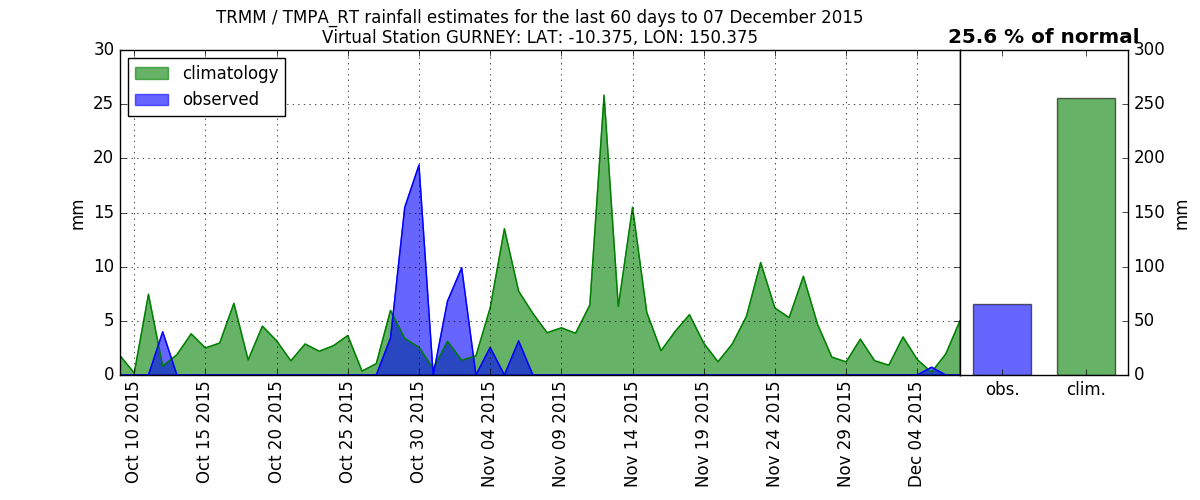 TRMM / TMPA_RT rainfall estimates for the last 60 days to 07 December 2015
Virtual Station GURNEY: LAT: -10.375, LON: 150.375
25.6 % of normal
climatology
observed
30
25
20
15
10
5
0
mm
Oct 10 2015
Oct 15 2015
Oct 20 2015
Oct 25 2015
Oct 30 2015
Nov 04 2015
Nov 09 2015
Nov 14 2015
Nov 19 2015
Nov 24 2015
Nov 29 2015
Dec 04 2015
300
250
200
150
100
50
0
mm
obs.
clim.